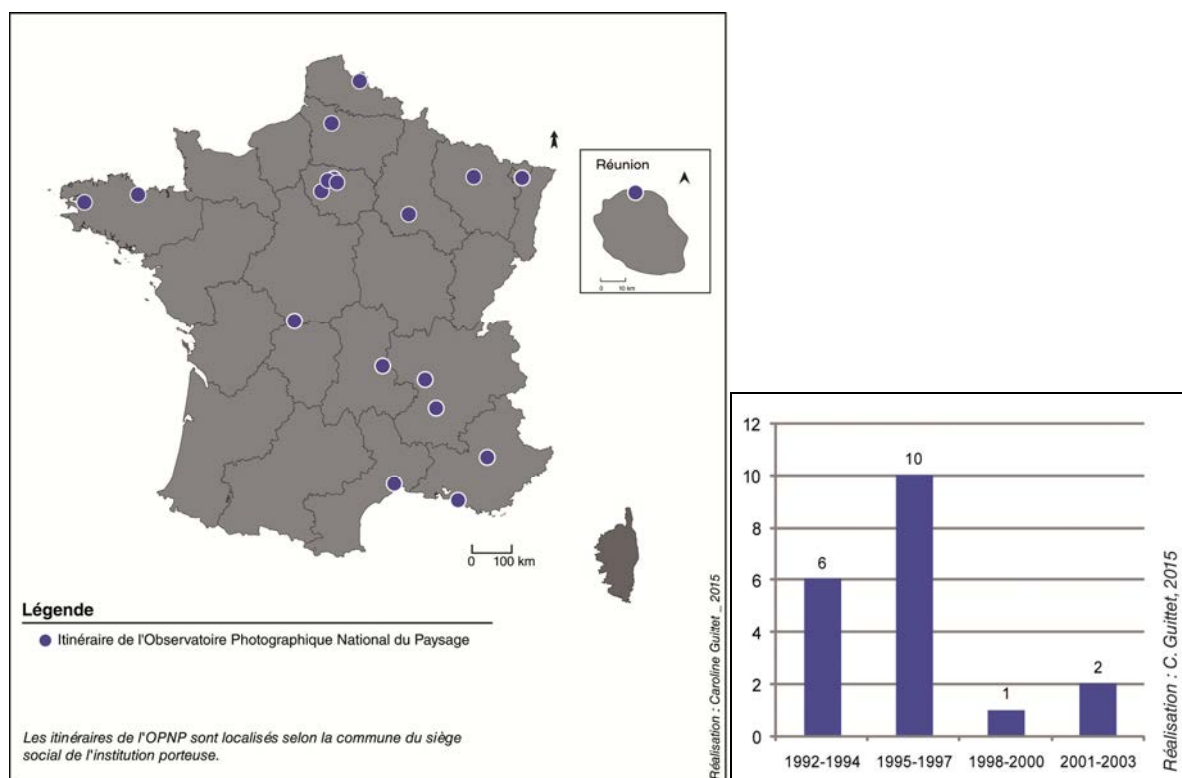 Réunion
0 10 km
0 100 km
Légende
Itinéraire de l'Observatoire Photographique National du Paysage
Les itinéraires de l'OPNP sont localisés selon la commune du siège
social de l'institution porteuse.
Réalisation : Caroline Guittet _ 2015
12
10
8
6
4
2
0
6
10
1
2
1992-1994 1995-1997 1998-2000 2001-2003
Réalisation : C. Guittet, 2015